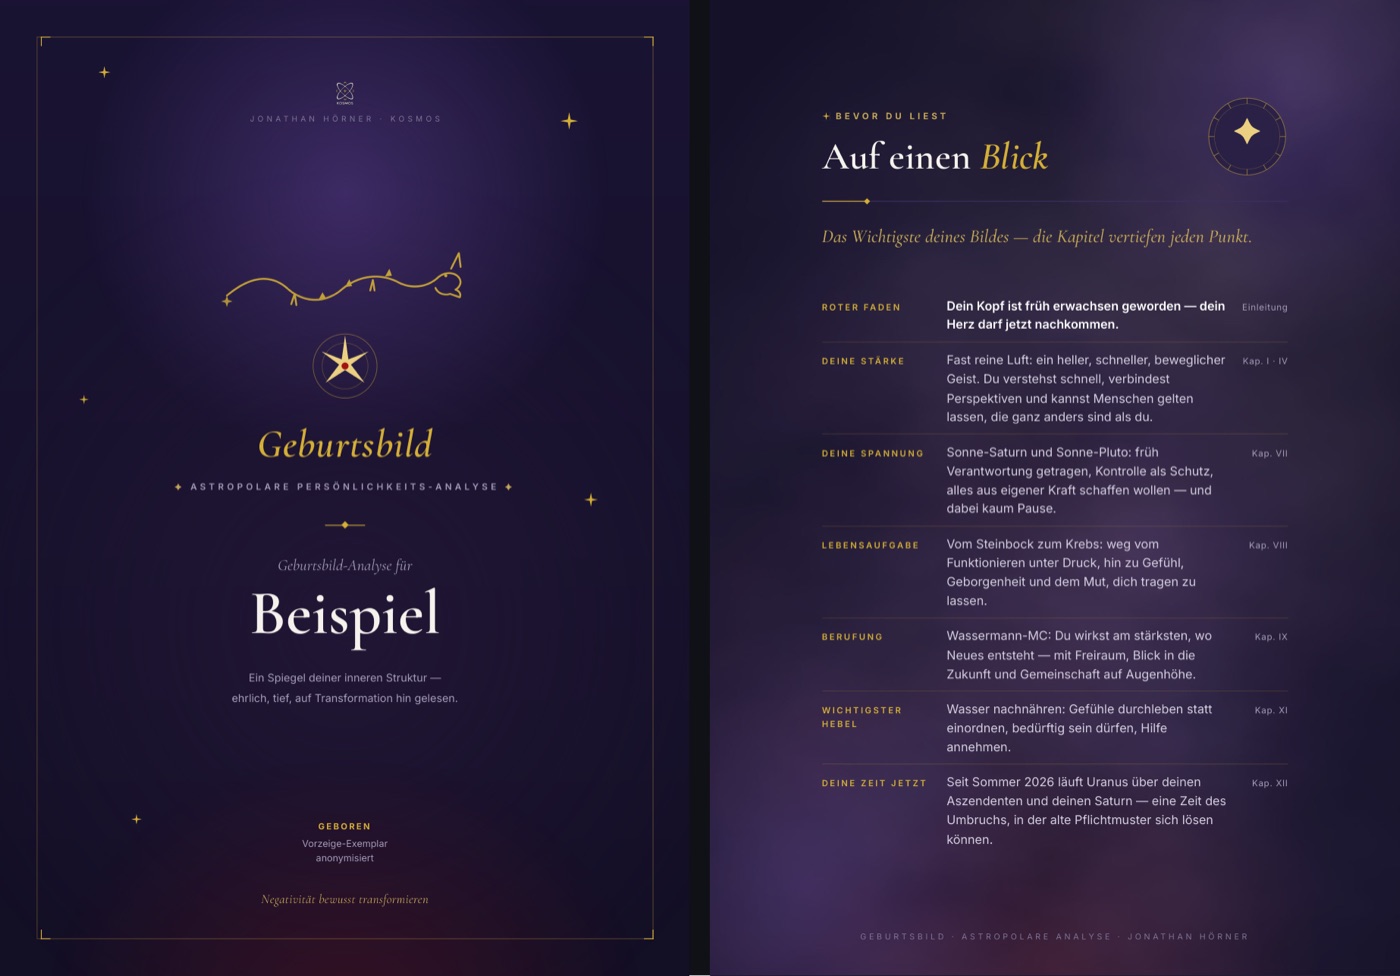 KOSMOS
JONATHAN HÖRNER · KOSMOS
Geburtsbild
ASTROPOLARE PERSÖNLICHKEITS-ANALYSE
Geburtsbild-Analyse für
Beispiel
Ein Spiegel deiner inneren Struktur —
ehrlich, tief, auf Transformation hin gelesen.
GEBOREN
Vorzeige-Exemplar
anonymisiert
Negativität bewusst transformieren
BEVOR DU LIEST
Auf einen Blick
Das Wichtigste deines Bildes — die Kapitel vertiefen jeden Punkt.
ROTER FADEN
Dein Kopf ist früh erwachsen geworden — dein
Herz darf jetzt nachkommen.
Einleitung
DEINE STÄRKE
Fast reine Luft: ein heller, schneller, beweglicher
Geist. Du verstehst schnell, verbindest
Perspektiven und kannst Menschen gelten
lassen, die ganz anders sind als du.
Kap. I · IV
DEINE SPANNUNG
Sonne-Saturn und Sonne-Pluto: früh
Verantwortung getragen, Kontrolle als Schutz,
alles aus eigener Kraft schaffen wollen — und
dabei kaum Pause.
Kap. VII
LEBENSAUFGABE
Vom Steinbock zum Krebs: weg vom
Funktionieren unter Druck, hin zu Gefühl,
Geborgenheit und dem Mut, dich tragen zu
lassen.
Kap. VIII
BERUFUNG
Wassermann-MC: Du wirkst am stärksten, wo
Neues entsteht — mit Freiraum, Blick in die
Zukunft und Gemeinschaft auf Augenhöhe.
Kap. IX
WICHTIGSTER
HEBEL
Wasser nachnähren: Gefühle durchleben statt
einordnen, bedürftig sein dürfen, Hilfe
annehmen.
Kap. XI
DEINE ZEIT JETZT
Seit Sommer 2026 läuft Uranus über deinen
Aszendenten und deinen Saturn — eine Zeit des
Umbruchs, in der alte Pflichtmuster sich lösen
können.
Kap. XII
GEBURTSBILD · ASTROPOLARE ANALYSE · JONATHAN HÖRNER